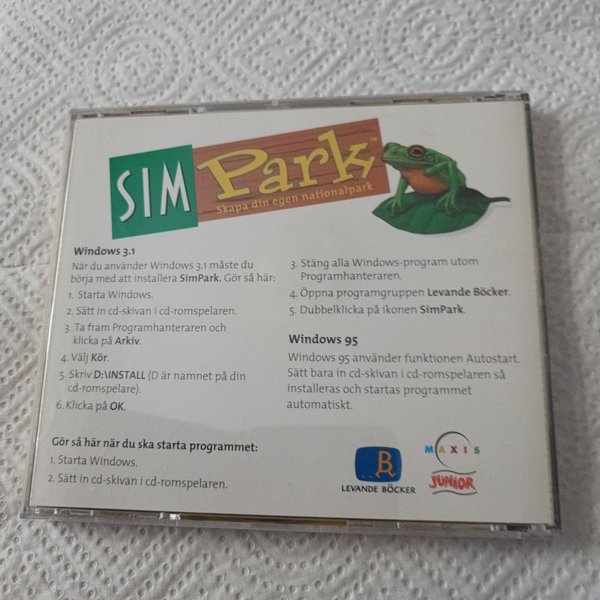 SIM Park™
Skapa din egen nationalpark
Windows 3.1
När du använder Windows 3.1 måste du
börja med att installera SimPark. Gör så här:
1. Starta Windows.
2. Sätt in cd-skivan i cd-romspelaren.
3. Ta fram Programhanteraren och
klicka på Arkiv.
4. Välj Kör.
5. Skriv D:\INSTALL (D är namnet på din
cd-romspelare).
6. Klicka på OK.
Gör så här när du ska starta programmet:
1. Starta Windows.
2. Sätt in cd-skivan i cd-romspelaren.
3. Stäng alla Windows-program utom
Programhanteraren.
4. Öppna programgruppen Levande Böcker.
5. Dubbelklicka på ikonen SimPark.
Windows 95
Windows 95 använder funktionen Autostart.
Sätt bara in cd-skivan i cd-romspelaren så
installeras och startas programmet
automatiskt.
B
LEVANDE BÖCKER
MAXIS
JUNIOR